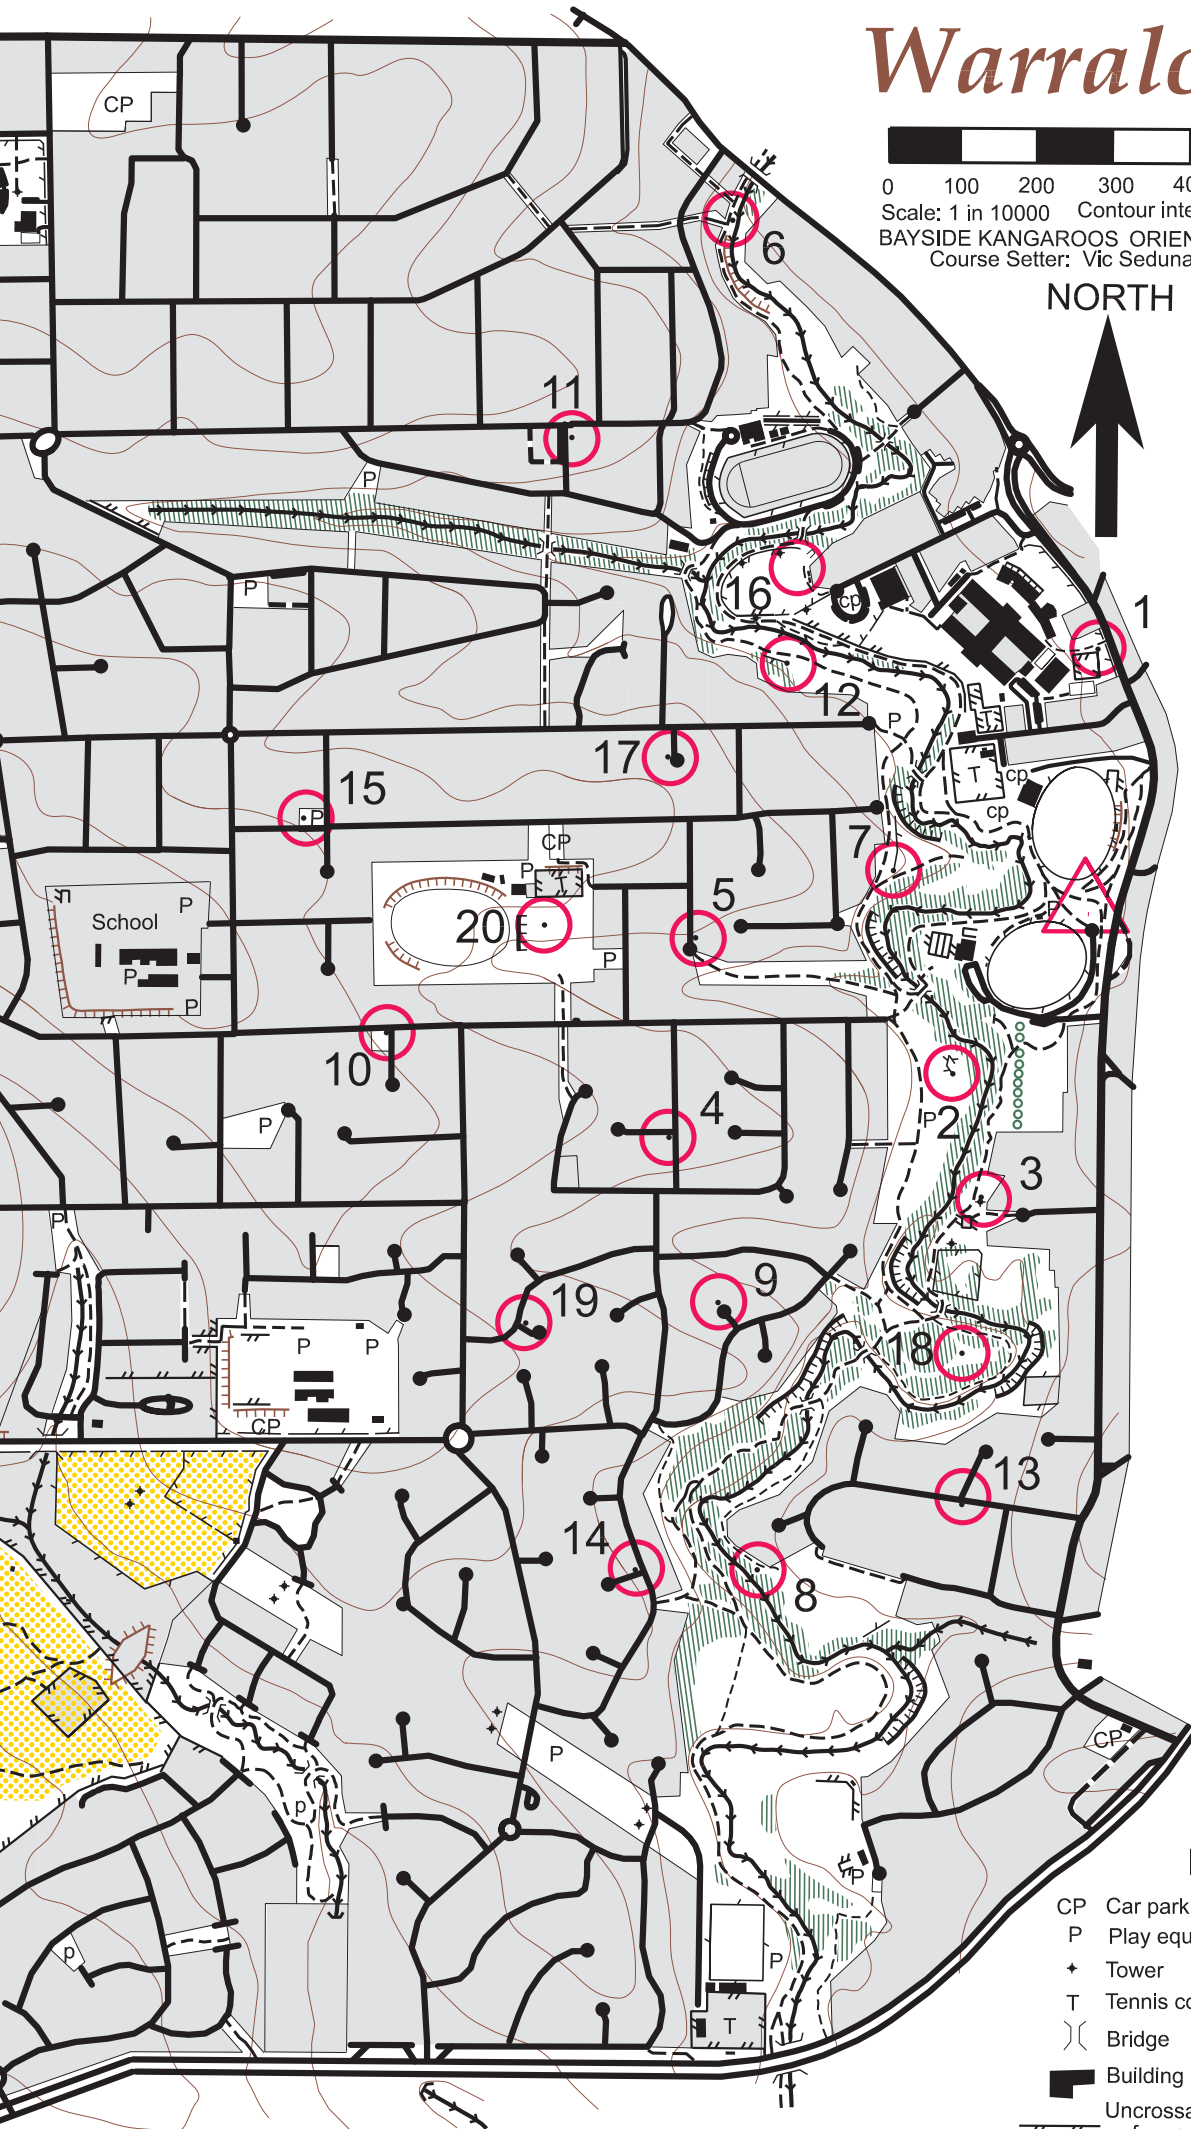 Warralo
CP
0 100 200 300 40
Scale: 1 in 10000 Contour inte
BAYSIDE KANGAROOS ORIEN
Course Setter: Vic Seduna
NORTH
6
11
P
P
16
cp
1
12
P
T
17
15
P
T
cp
cp
CP
P
T
7
5
School
P
P
P
20
P
P
10
P
4
P
2
3
P
19
9
P
P
18
CP
13
14
8
P
CP
p
P
p
P
T
CP Car park
P Play equ
Tower
T Tennis co
Bridge
Building
Uncrossa